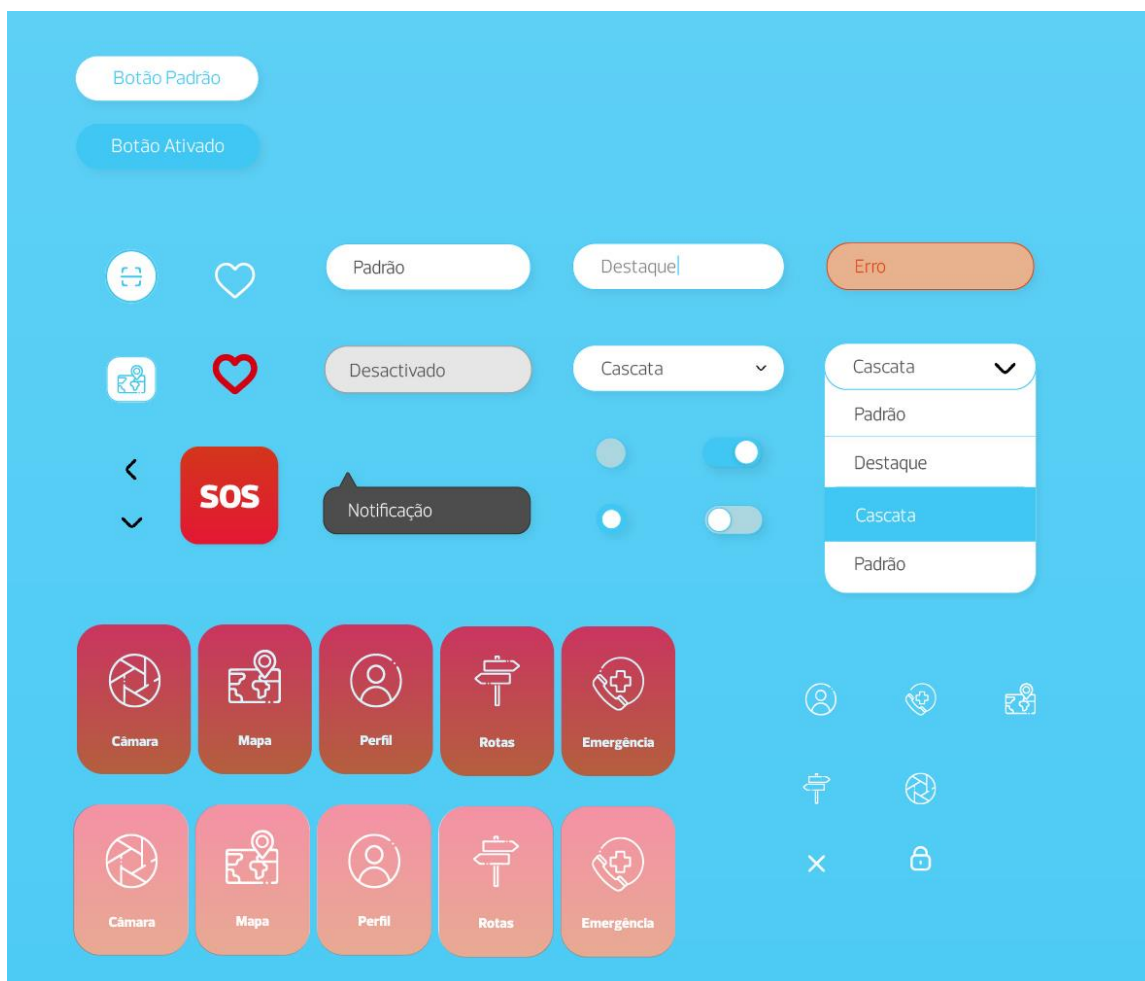 Botão Padrão
Botão Ativado
Padrão
Destaque
Erro
Desactivado
Cascata
Cascata
Padrão
Destaque
Cascata
Padrão
SOS
Notificação
Câmara
Mapa
Perfil
Rotas
Emergência
Câmara
Mapa
Perfil
Rotas
Emergência